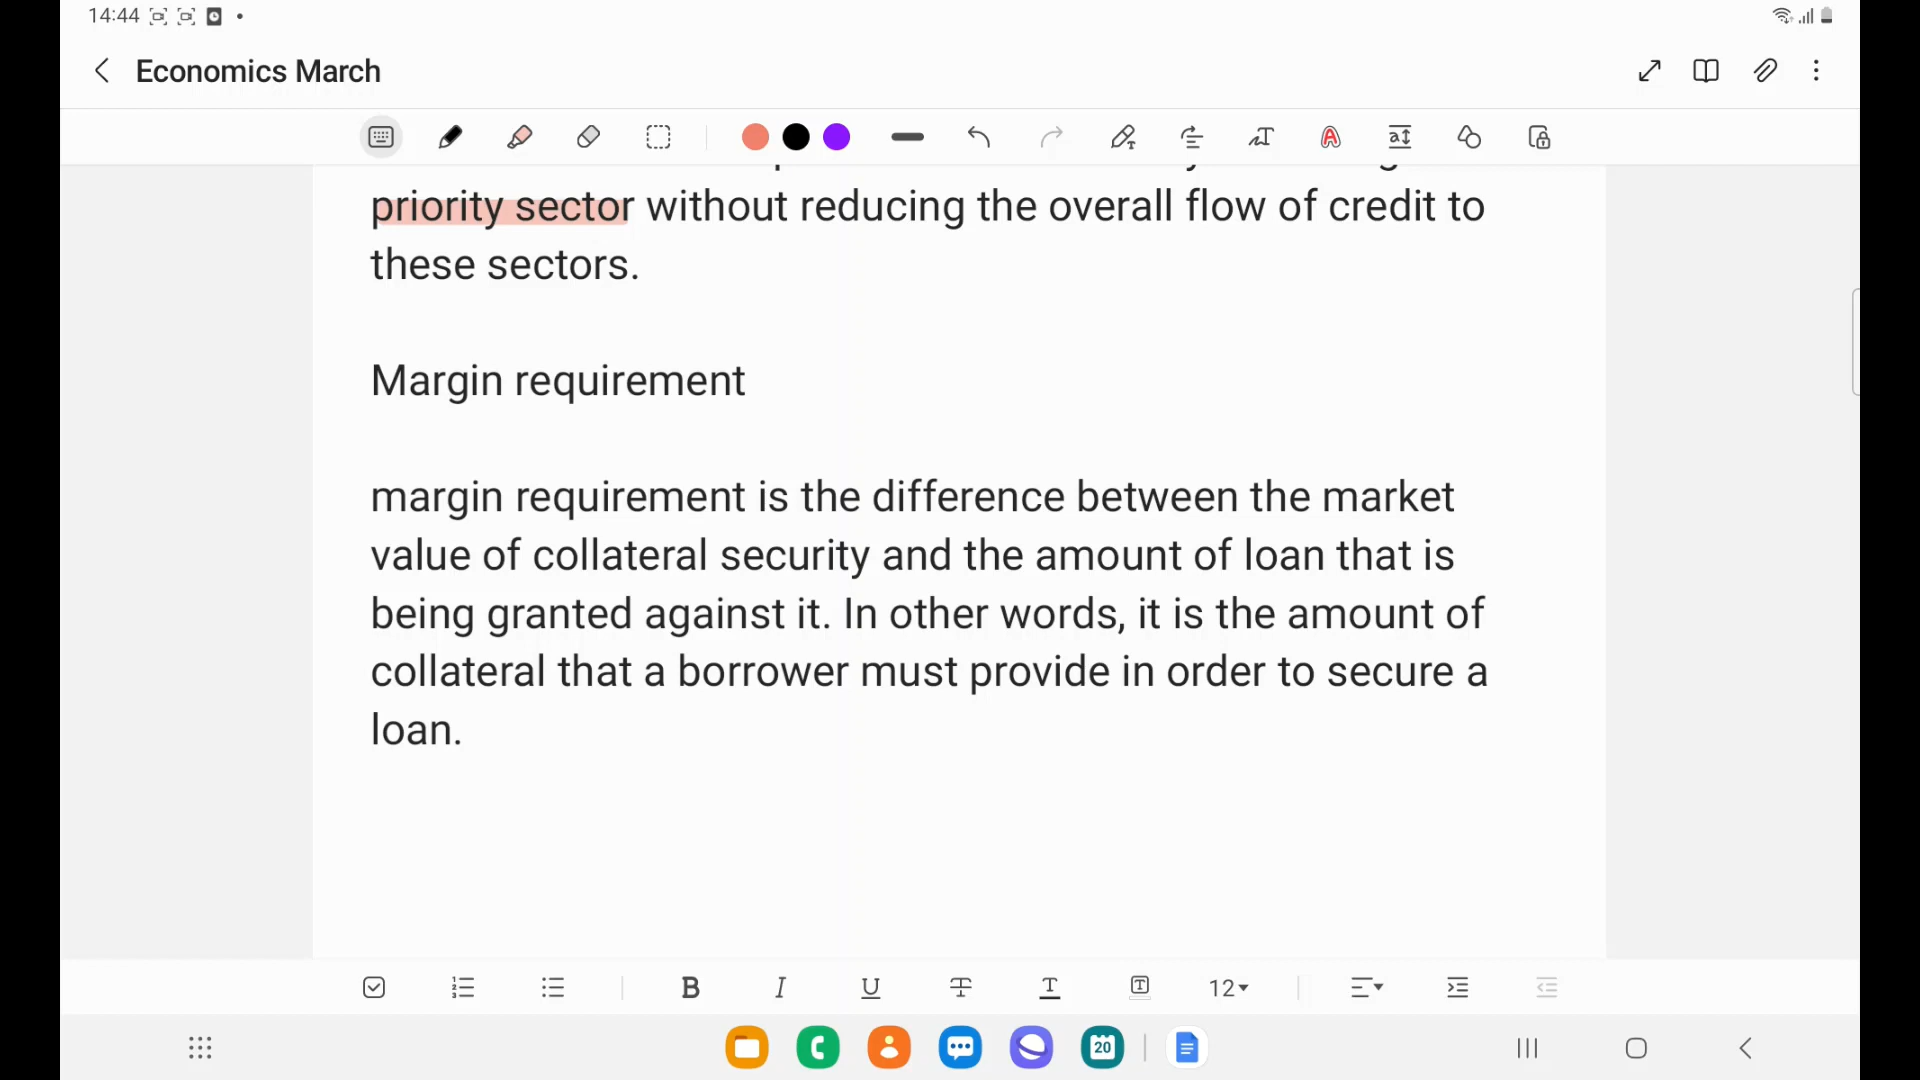 14:44
Economics March
priority sector without reducing the overall flow of credit to
these sectors.
Margin requirement
margin requirement is the difference between the market
value of collateral security and the amount of loan that is
being granted against it. In other words, it is the amount of
collateral that a borrower must provide in order to secure a
loan.
12
20